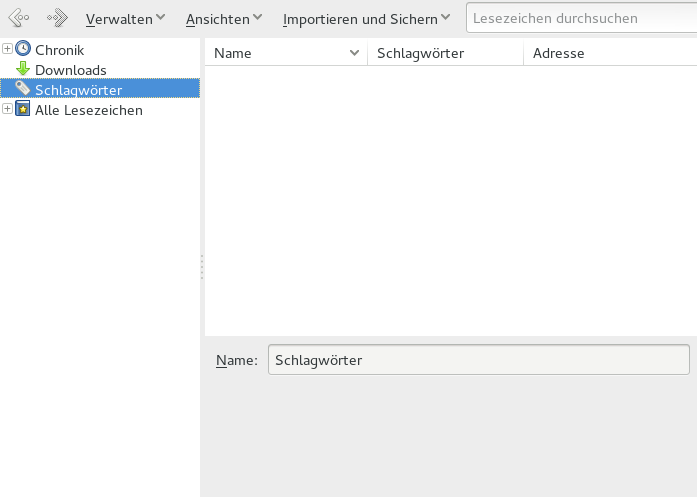 Verwalten Ansichten Importieren und Sichern Lesezeichen durchsuchen
Chronik
Downloads
Schlagwörter
Alle Lesezeichen
Name Schlagwörter Adresse
Name: Schlagwörter